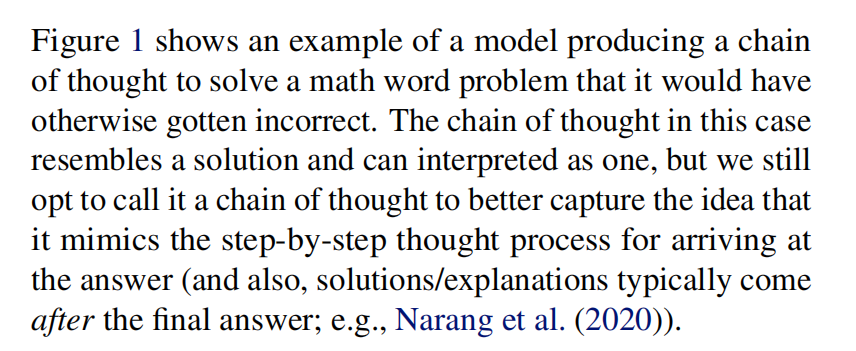 Figure 1 shows an example of a model producing a chain
of thought to solve a math word problem that it would have
otherwise gotten incorrect. The chain of thought in this case
resembles a solution and can interpreted as one, but we still
opt to call it a chain of thought to better capture the idea that
it mimics the step-by-step thought process for arriving at
the answer (and also, solutions/explanations typically come
after the final answer; e.g., Narang et al. (2020)).